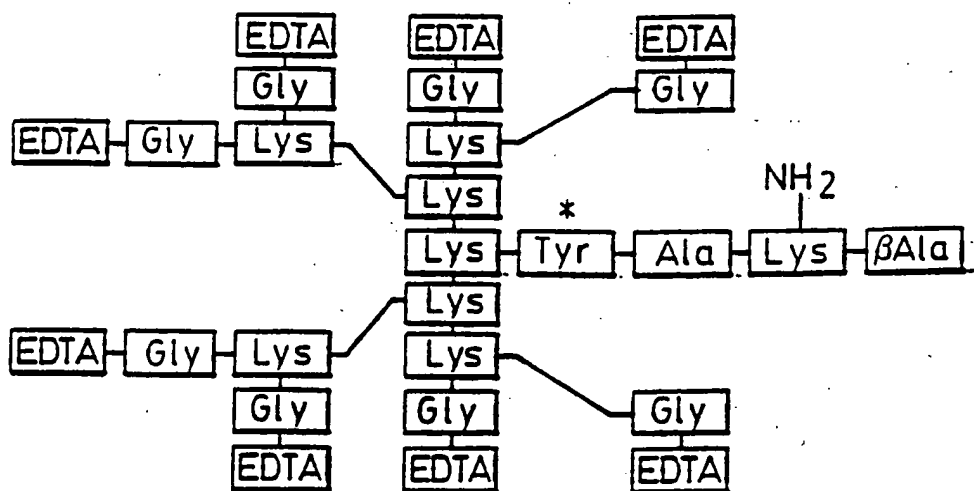 EDTA EDTA EDTA
Gly Gly Gly
EDTA Gly Lys Lys
Lys NH2
*
Lys Tyr Ala Lys βAla
Lys
EDTA Gly Lys Lys
Gly Gly Gly
EDTA EDTA EDTA